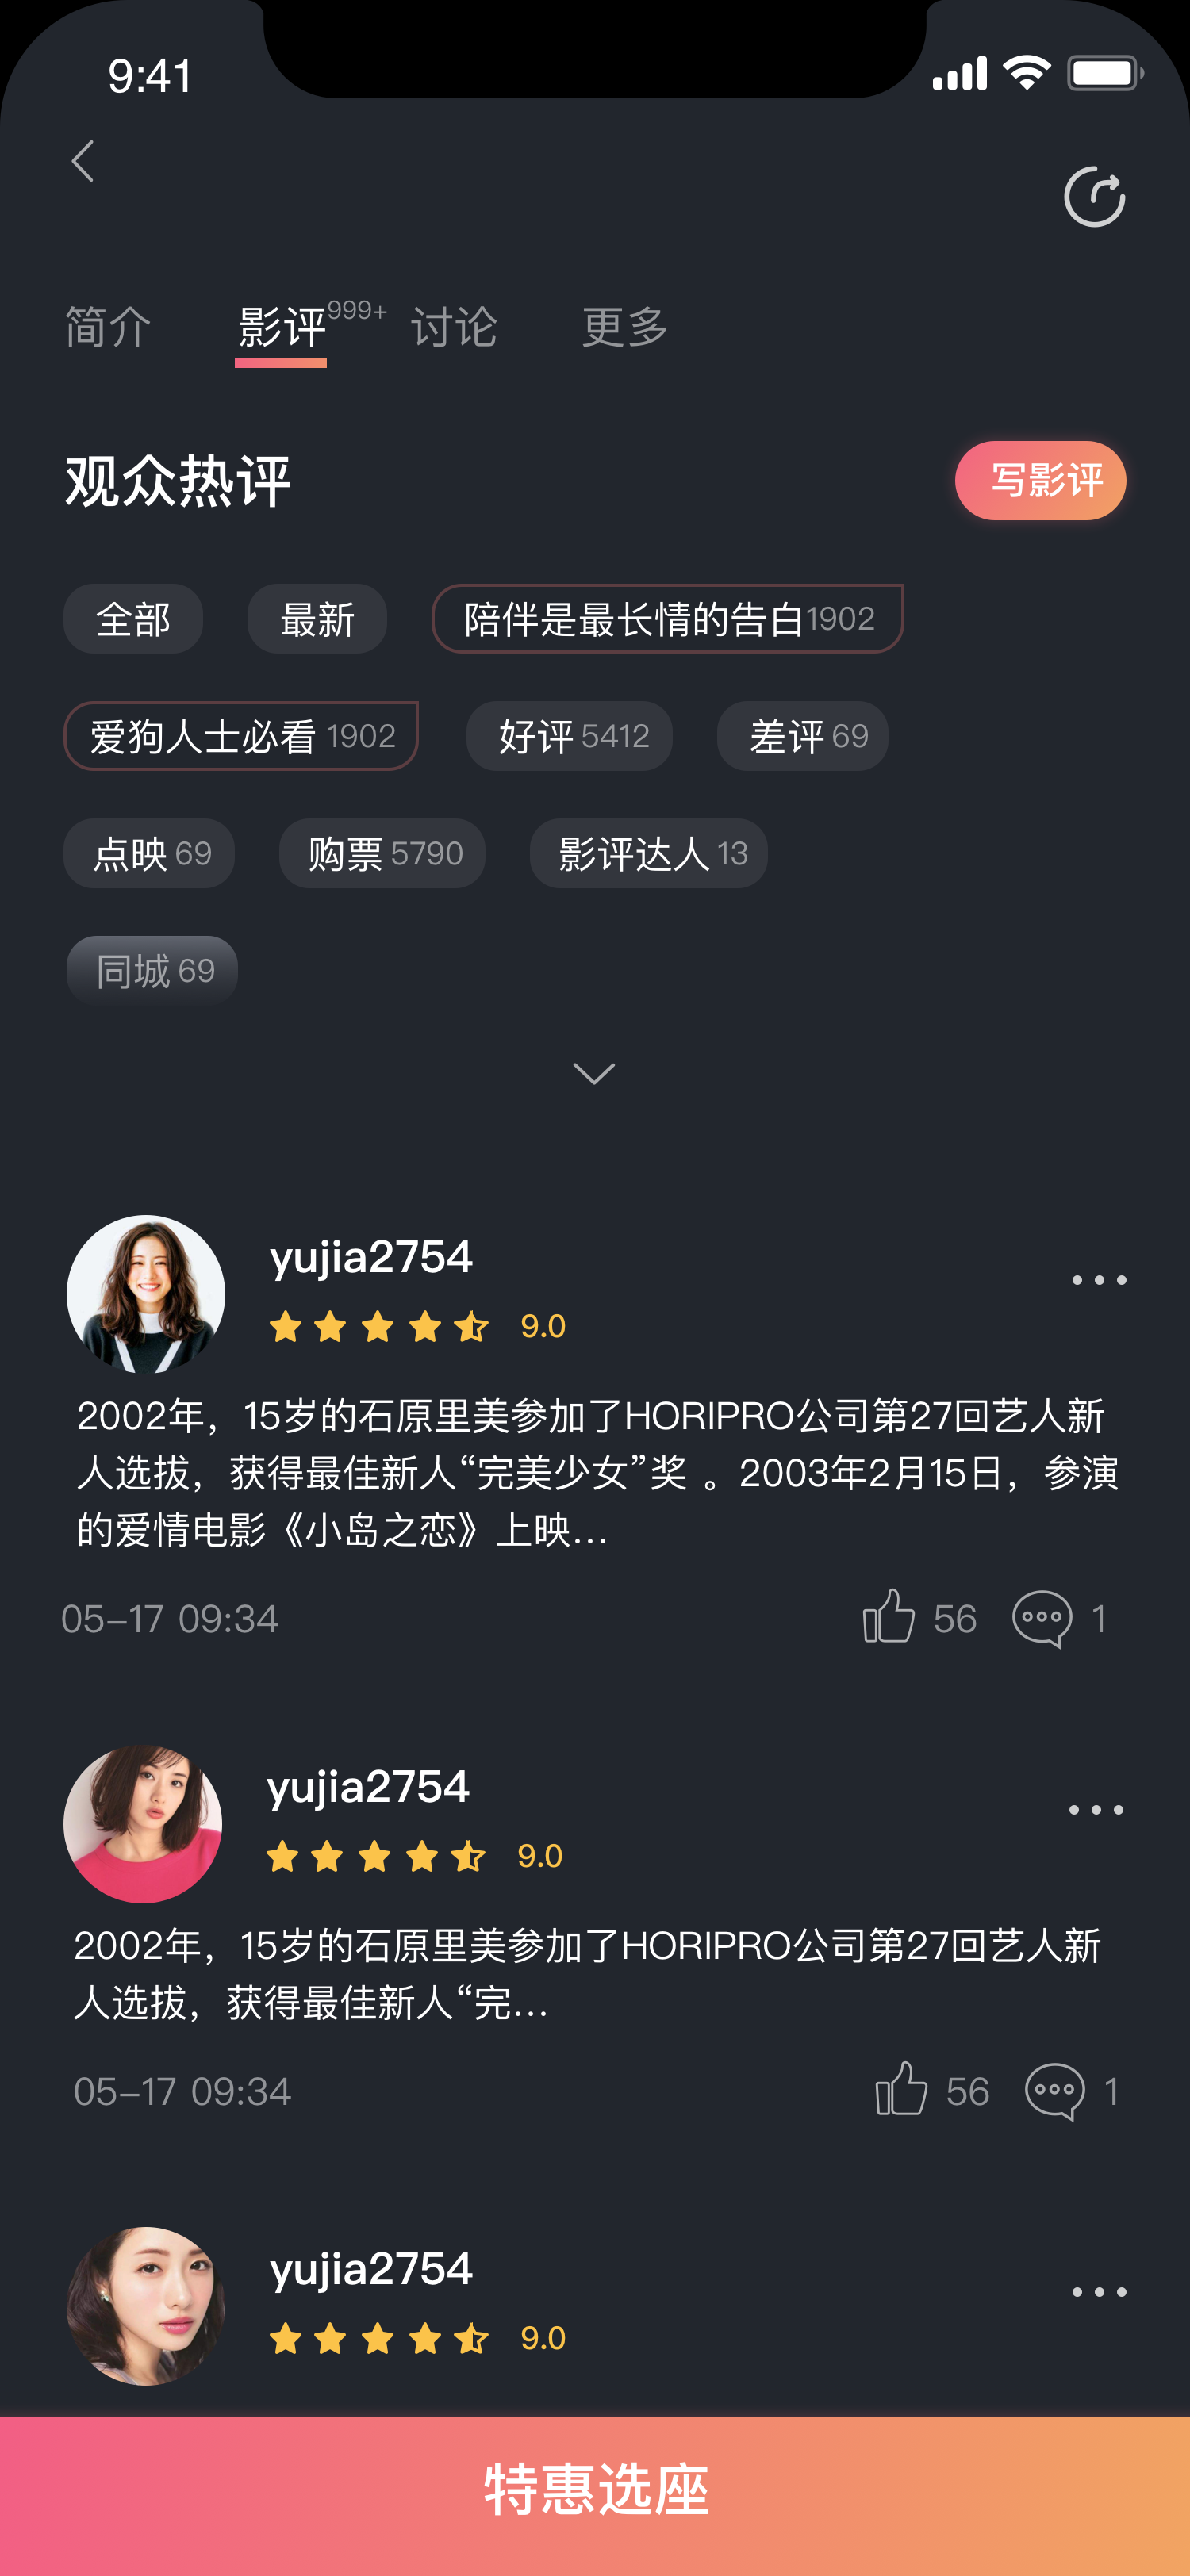 9:41
简介 影评999+ 讨论 更多
观众热评 写影评
全部 最新 陪伴是最长情的告白1902
爱狗人士必看 1902 好评 5412 差评 69
点映 69 购票 5790 影评达人 13
同城 69
yujia2754
9.0
2002年，15岁的石原里美参加了HORIPRO公司第27回艺人新
人选拔，获得最佳新人“完美少女”奖 。2003年2月15日，参演
的爱情电影《小岛之恋》上映...
05-17 09:34 56 1
yujia2754
9.0
2002年，15岁的石原里美参加了HORIPRO公司第27回艺人新
人选拔，获得最佳新人“完...
05-17 09:34 56 1
yujia2754
9.0
特惠选座